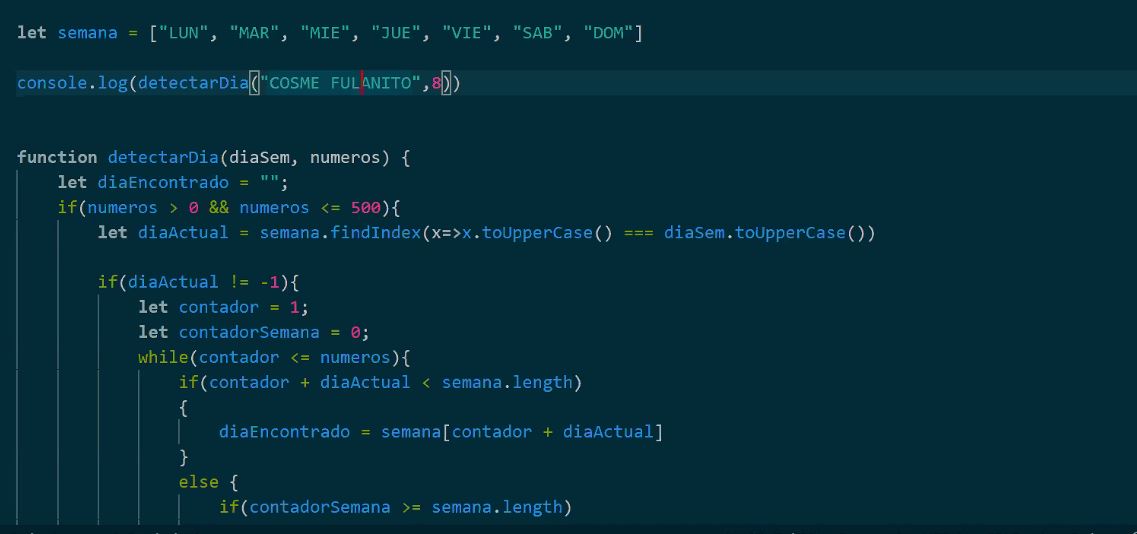 let semana = ["LUN", "MAR", "MIE", "JUE", "VIE", "SAB", "DOM"]
console.log(detectarDia("COSME FULANITO",8))
function detectarDia(diaSem, numeros) {
let diaEncontrado = "";
if(numeros > 0 && numeros <= 500){
let diaActual = semana.findIndex(x=>x.toUpperCase() === diaSem.toUpperCase())
if(diaActual != -1){
let contador = 1;
let contadorSemana = 0;
while(contador <= numeros){
if(contador + diaActual < semana.length)
{
diaEncontrado = semana[contador + diaActual]
}
else {
if(contadorSemana >= semana.length)